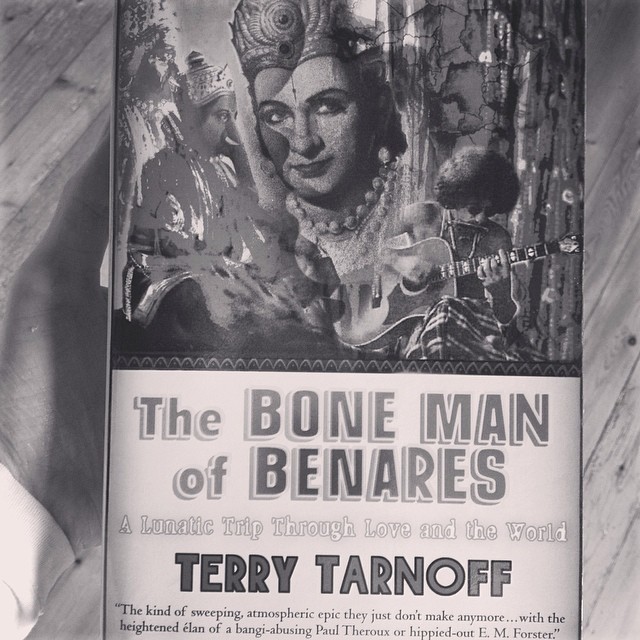 The BONE MAN
of BENARES
A Lunatic Trip Through Love and the World
TERRY TARNOFF
"The kind of sweeping, atmospheric epic they just don't make anymore...with the
heightened élan of a bangi-abusing Paul Theroux or hippied-out E. M. Forster."